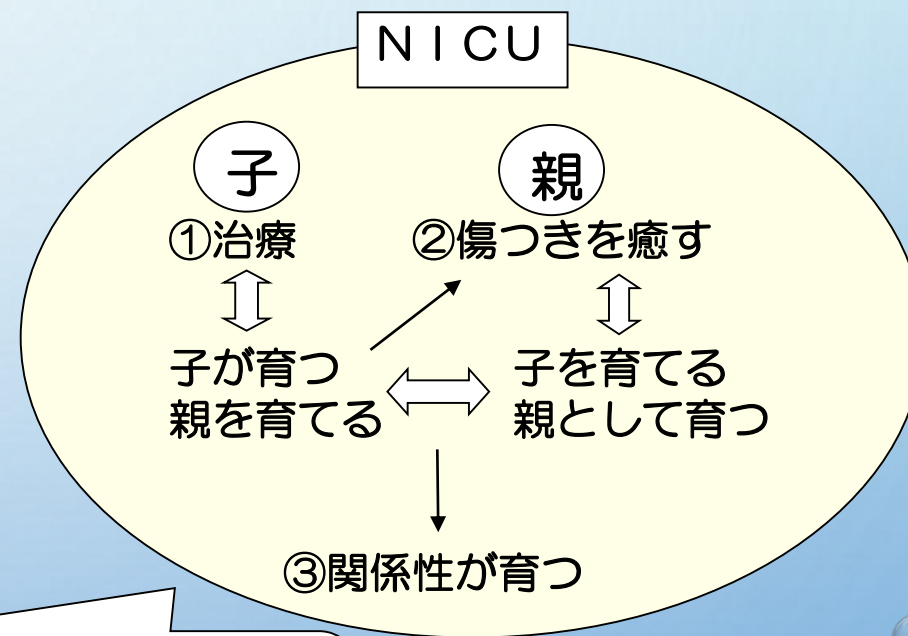 ＮＩＣＵ
子
親
①治療
②傷つきを癒す
子が育つ
親を育てる
子を育てる
親として育つ
③関係性が育つ